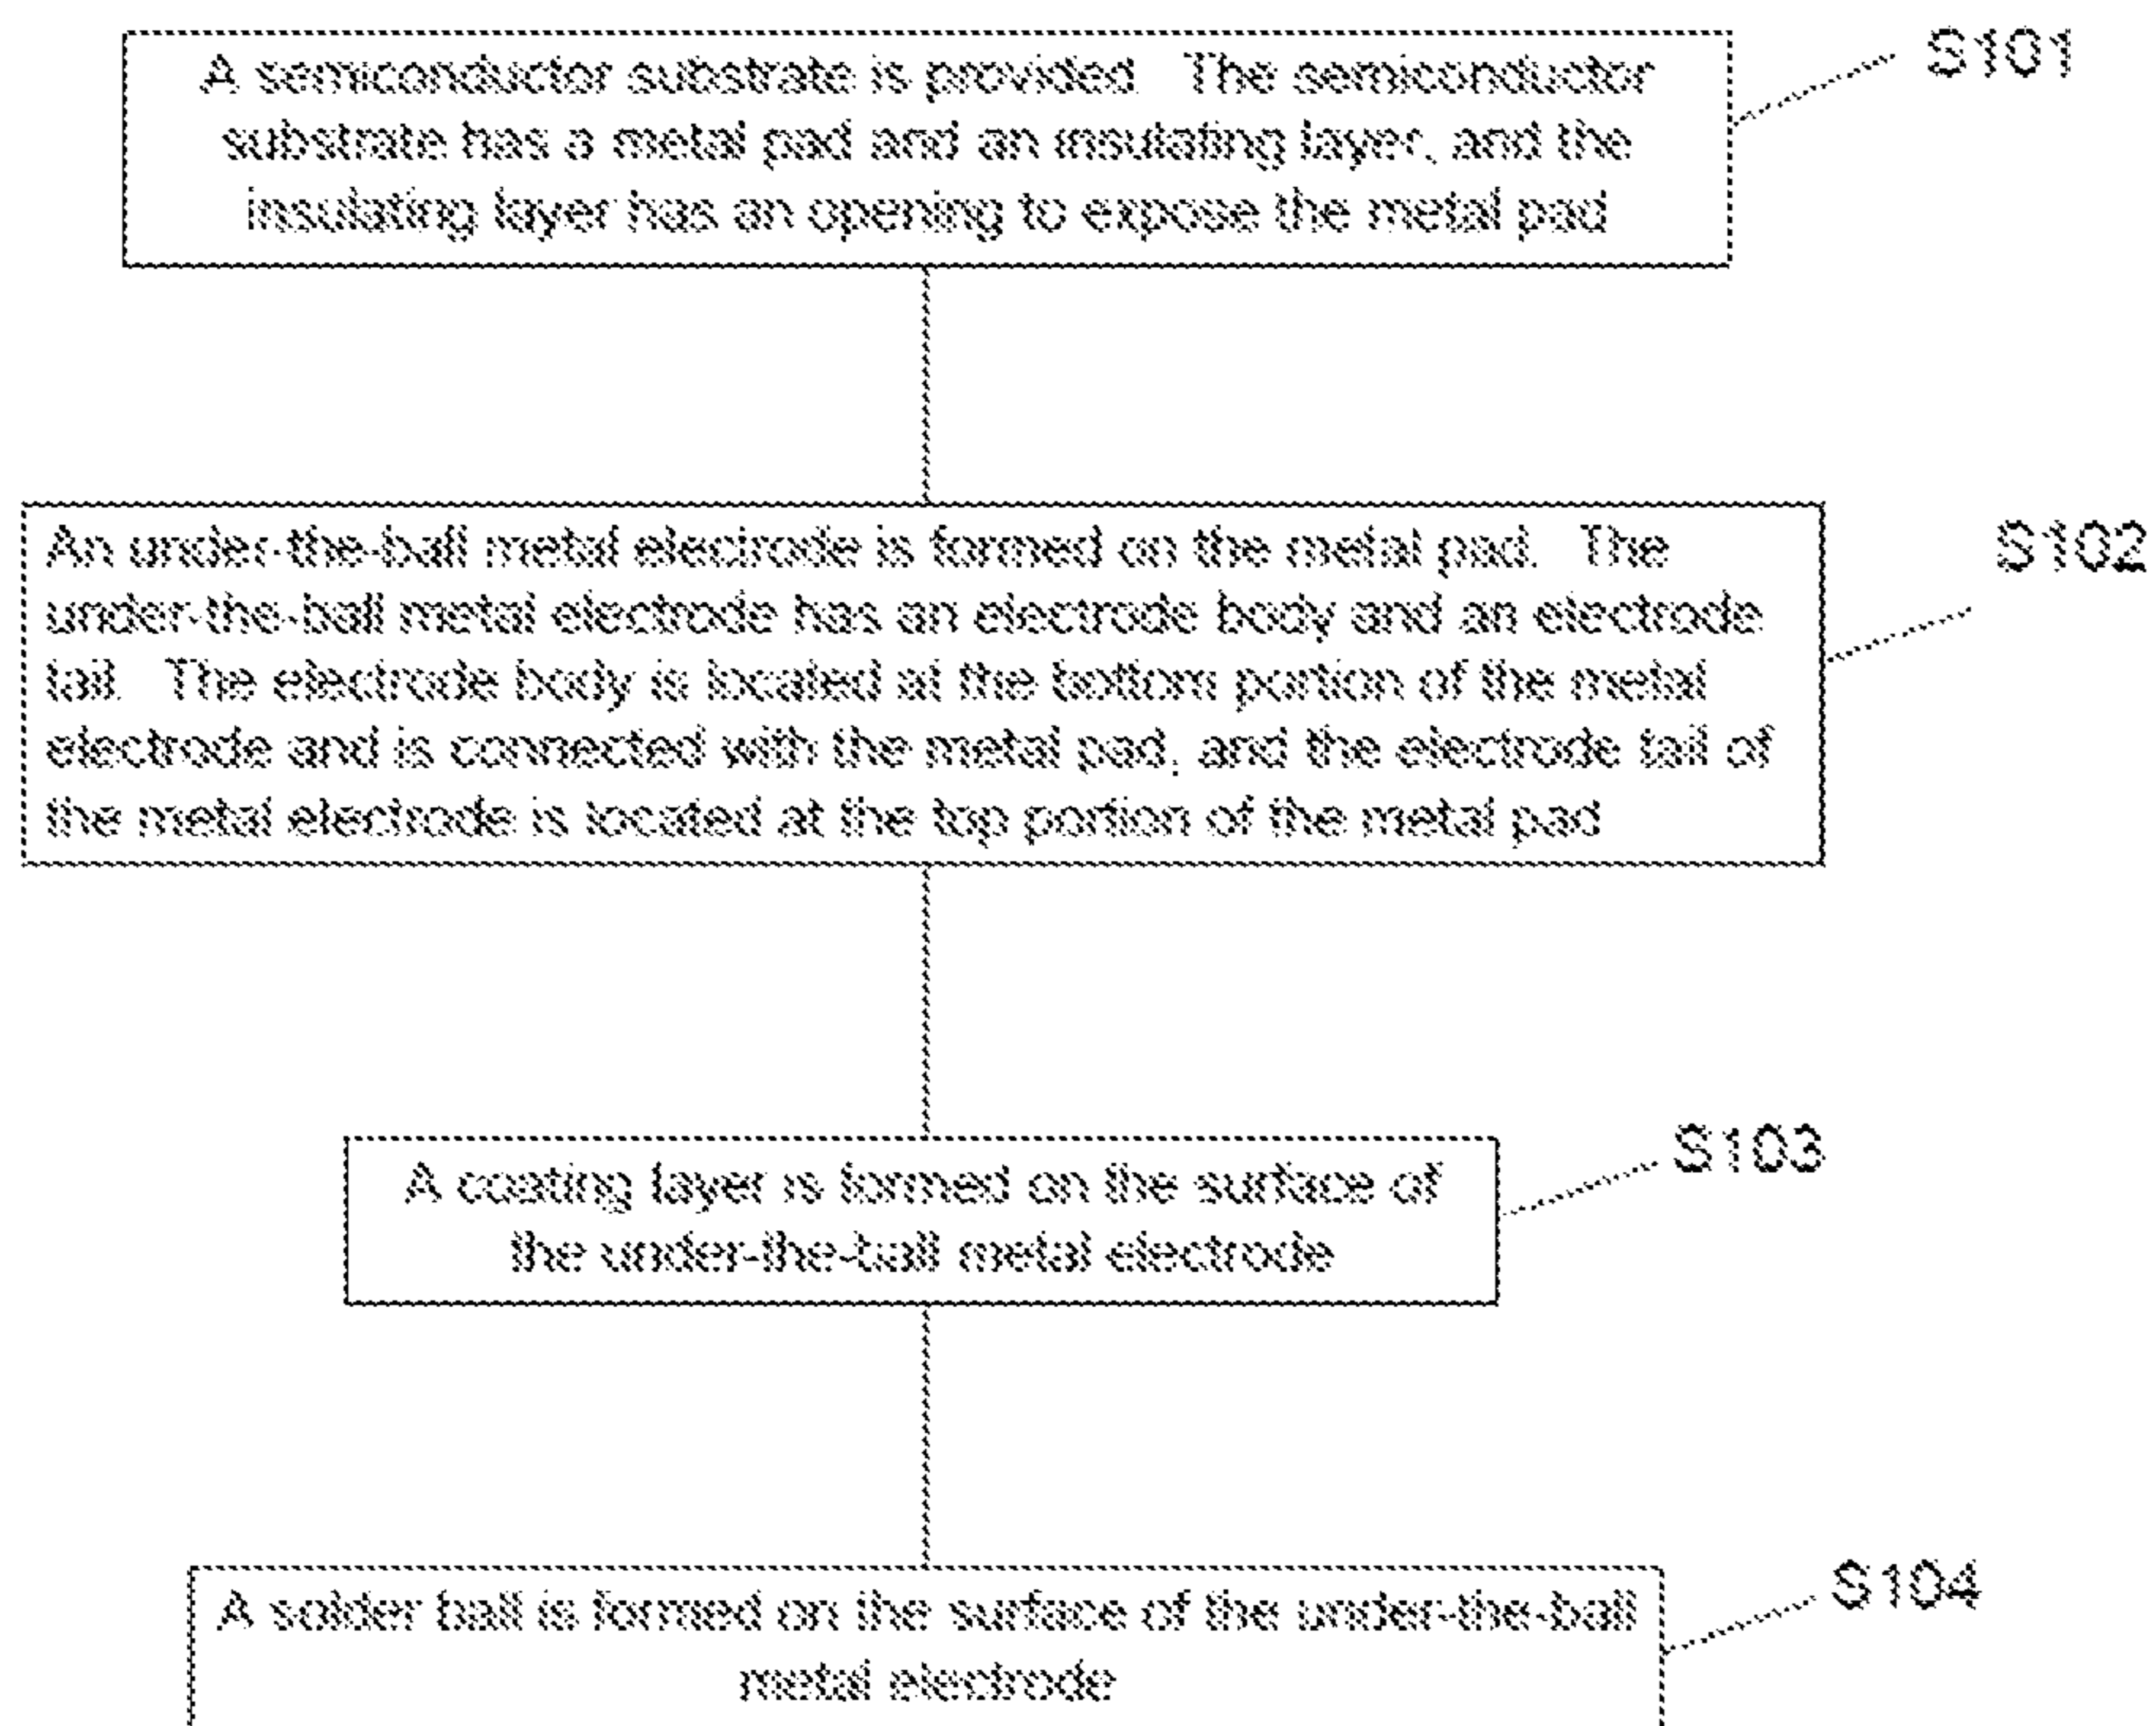 A semiconductor substrate is provided. The semiconductor
substrate has a metal pad and an insulating layer, and the
insulating layer has an opening to expose the metal pad
S101
An under-the-ball metal electrode is formed on the metal pad. The
under-the-ball metal electrode has an electrode body and an electrode
tail. The electrode body is located at the bottom portion of the metal
electrode and is connected with the metal pad, and the electrode tail of
the metal electrode is located at the top portion of the metal pad
S102
A coating layer is formed on the surface of
the under-the-ball metal electrode
S103
A solder ball is formed on the surface of the under-the-ball
metal electrode
S104